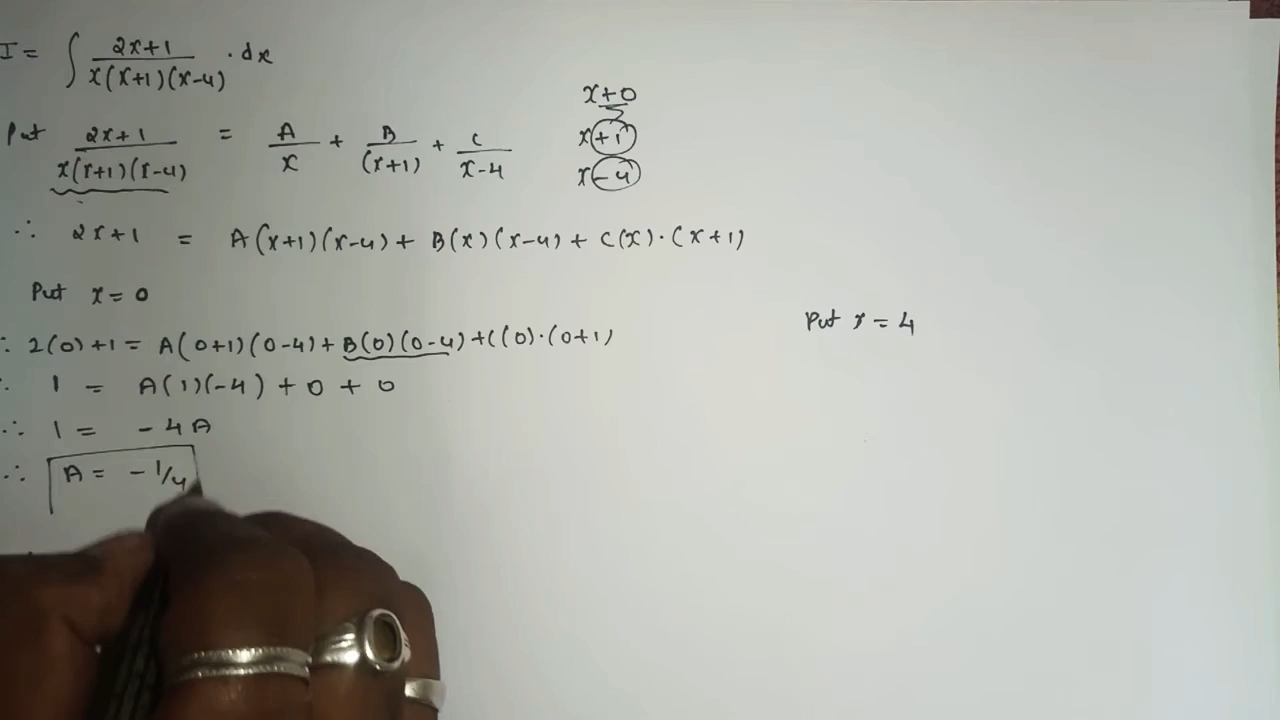 I = ∫ 2x+1 / x(x+1)(x-4) . dx
x+0
x+1
x-4
Put 2x+1 / x(x+1)(x-4) = A / x + B / (x+1) + C / x-4
∴ 2x+1 = A(x+1)(x-4) + B(x)(x-4) + C(x).(x+1)
Put x = 0
∴ 2(0)+1 = A(0+1)(0-4) + B(0)(0-4) + C(0).(0+1)
∴ 1 = A(1)(-4) + 0 + 0
∴ 1 = -4A
∴ A = -1/4
Put x = 4